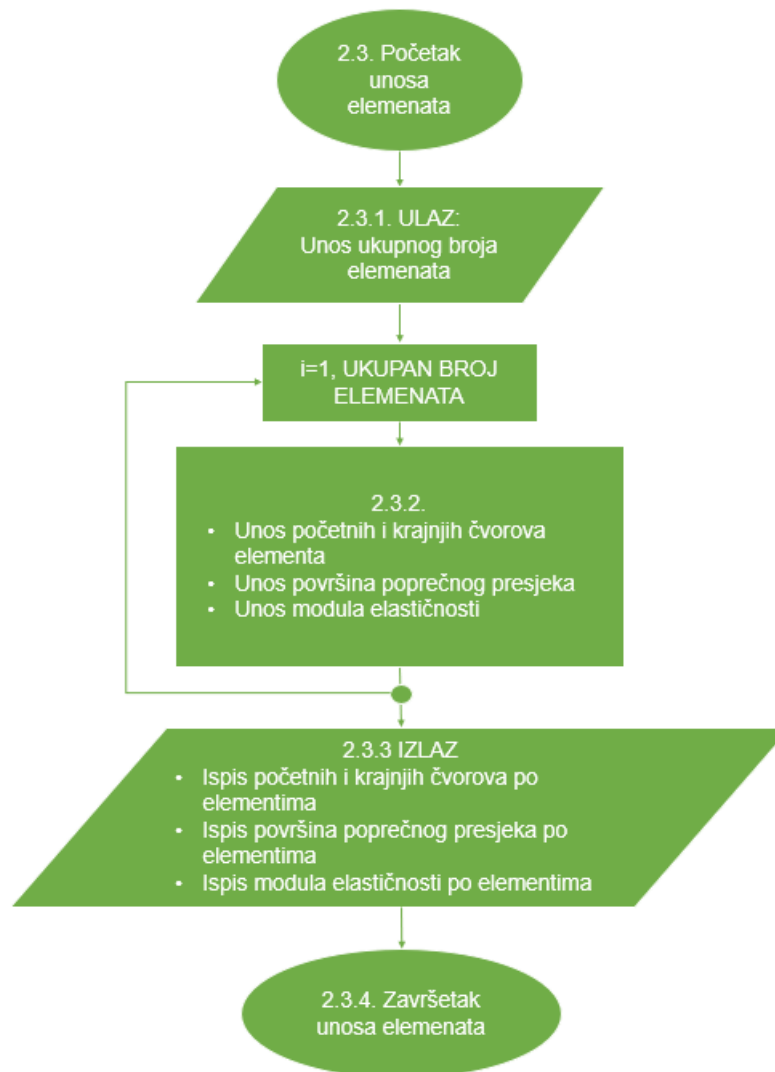 2.3. Početak
unosa
elemenata
2.3.1. ULAZ:
Unos ukupnog broja
elemenata
i=1, UKUPAN BROJ
ELEMENATA
2.3.2.
• Unos početnih i krajnjih čvorova
elementa
• Unos površina poprečnog presjeka
• Unos modula elastičnosti
2.3.3 IZLAZ
• Ispis početnih i krajnjih čvorova po
elementima
• Ispis površina poprečnog presjeka po
elementima
• Ispis modula elastičnosti po elementima
2.3.4. Završetak
unosa elemenata